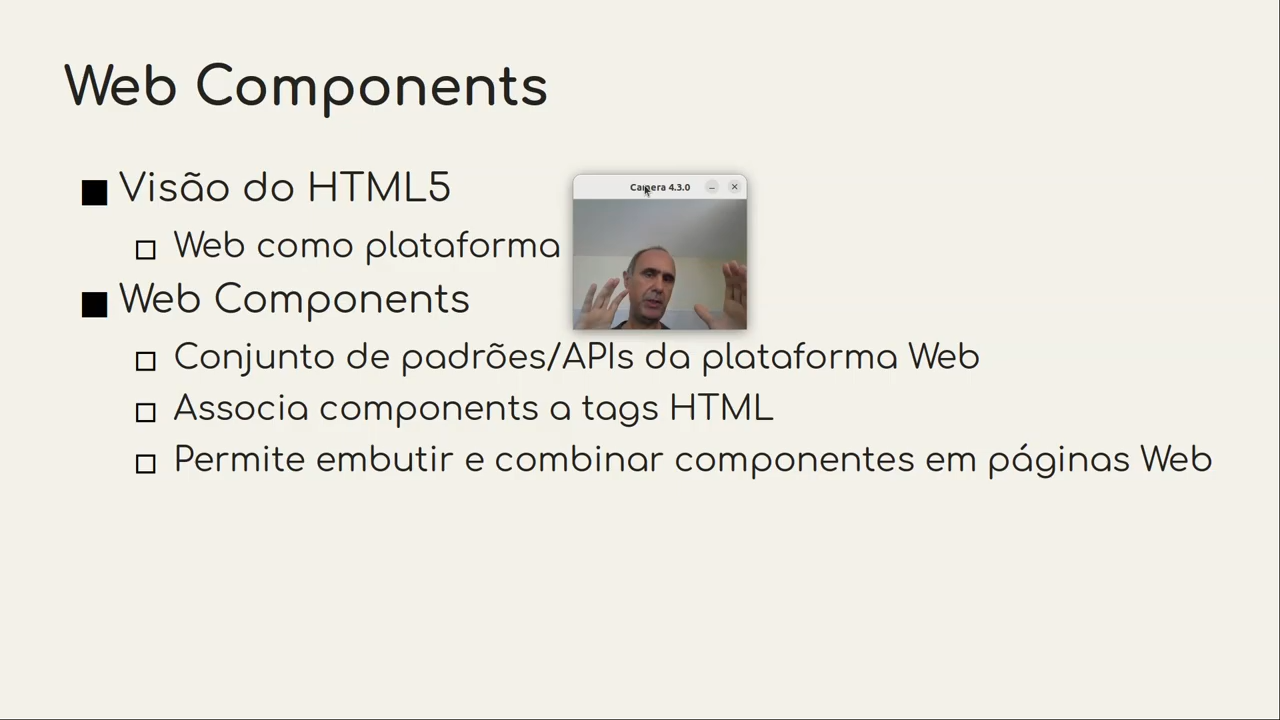 Web Components
Visão do HTML5
Camera 4.3.0
Web como plataforma
Web Components
Conjunto de padrões/APIs da plataforma Web
Associa components a tags HTML
Permite embutir e combinar componentes em páginas Web